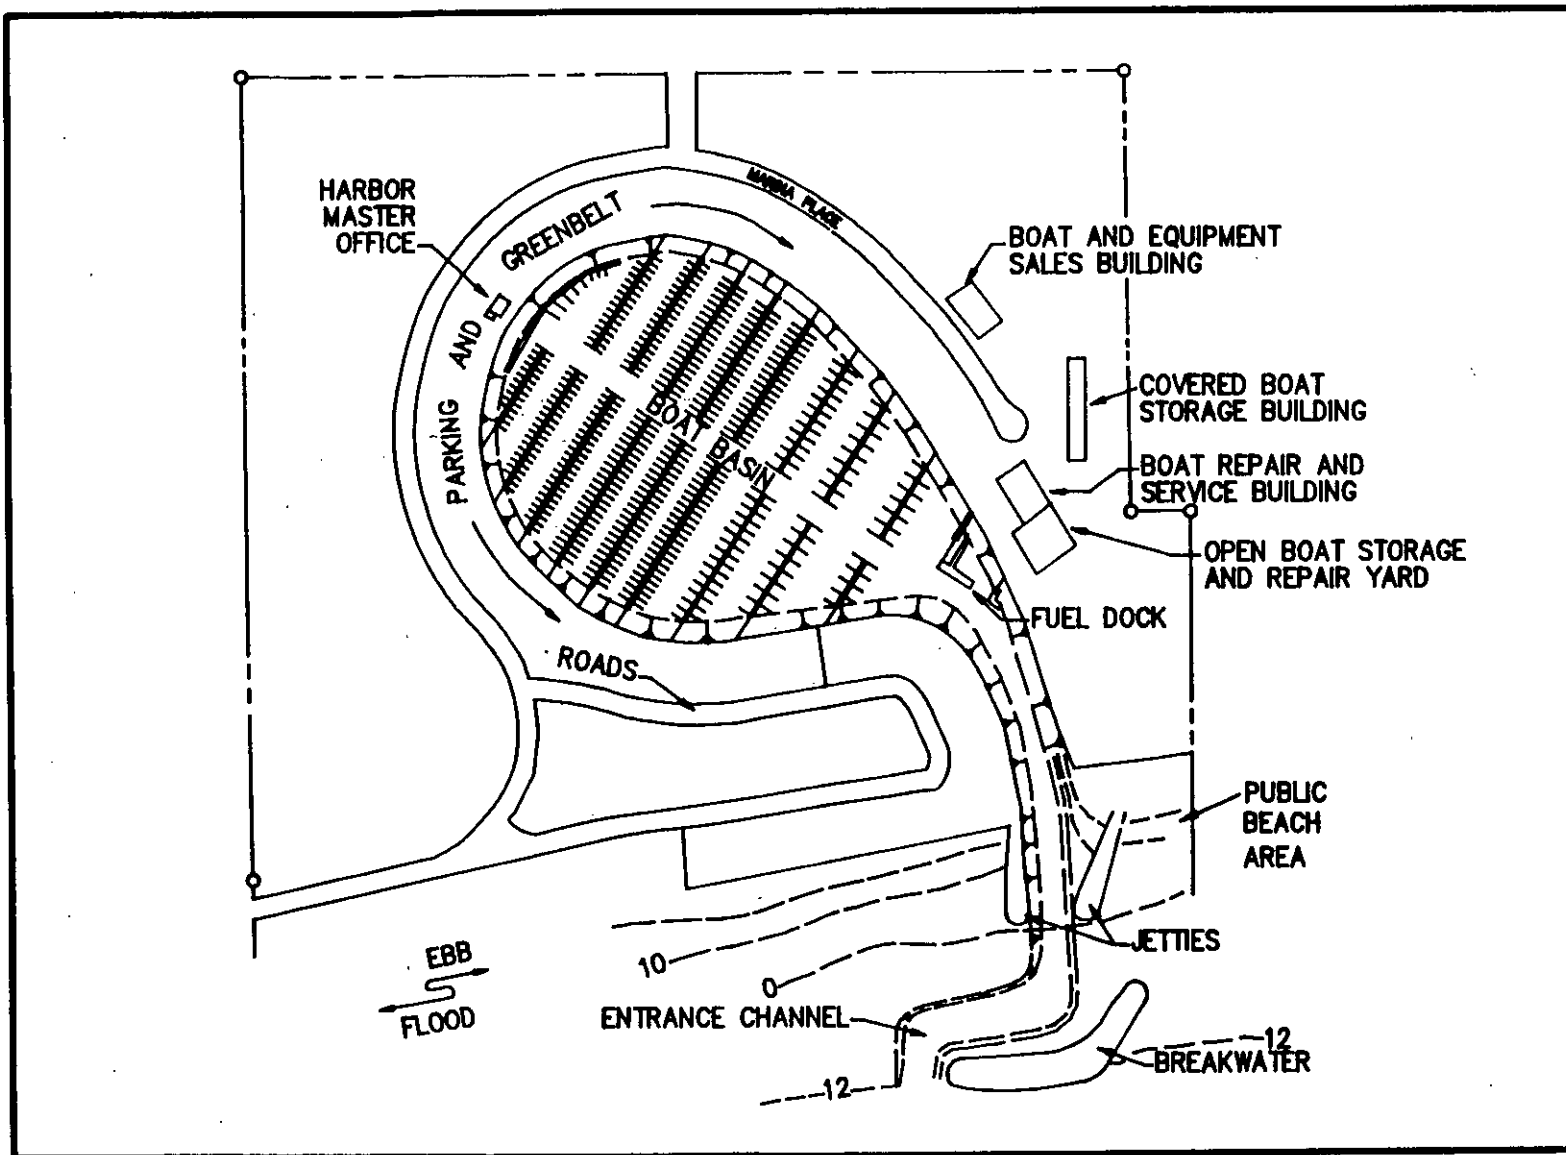 MARINA PLACE
HARBOR
MASTER
OFFICE
PARKING AND GREENBELT
BOAT AND EQUIPMENT
SALES BUILDING
COVERED BOAT
STORAGE BUILDING
BOAT BASIN
BOAT REPAIR AND
SERVICE BUILDING
OPEN BOAT STORAGE
AND REPAIR YARD
FUEL DOCK
ROADS
PUBLIC
BEACH
AREA
JETTIES
EBB
FLOOD
10
0
ENTRANCE CHANNEL
12
BREAKWATER
12